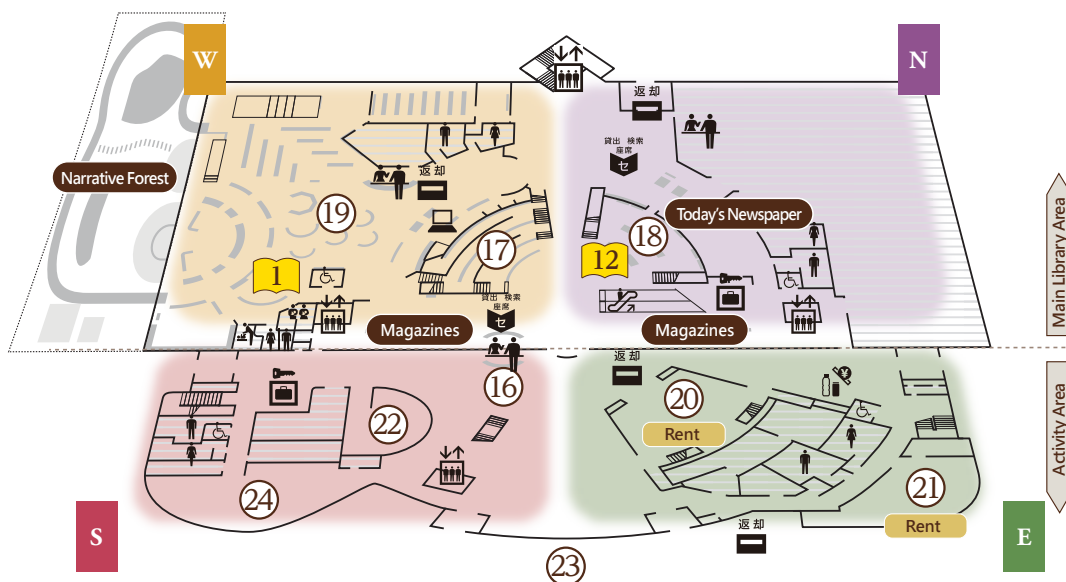 W
N
返却
貸出 検索
座席
セ
Narrative Forest
返却
19
17
18
Today's Newspaper
1
12
貸出 検索
座席
セ
Magazines
Magazines
Main Library Area
16
返却
20
Rent
¥
22
24
21
Rent
Activity Area
S
返却
E
23